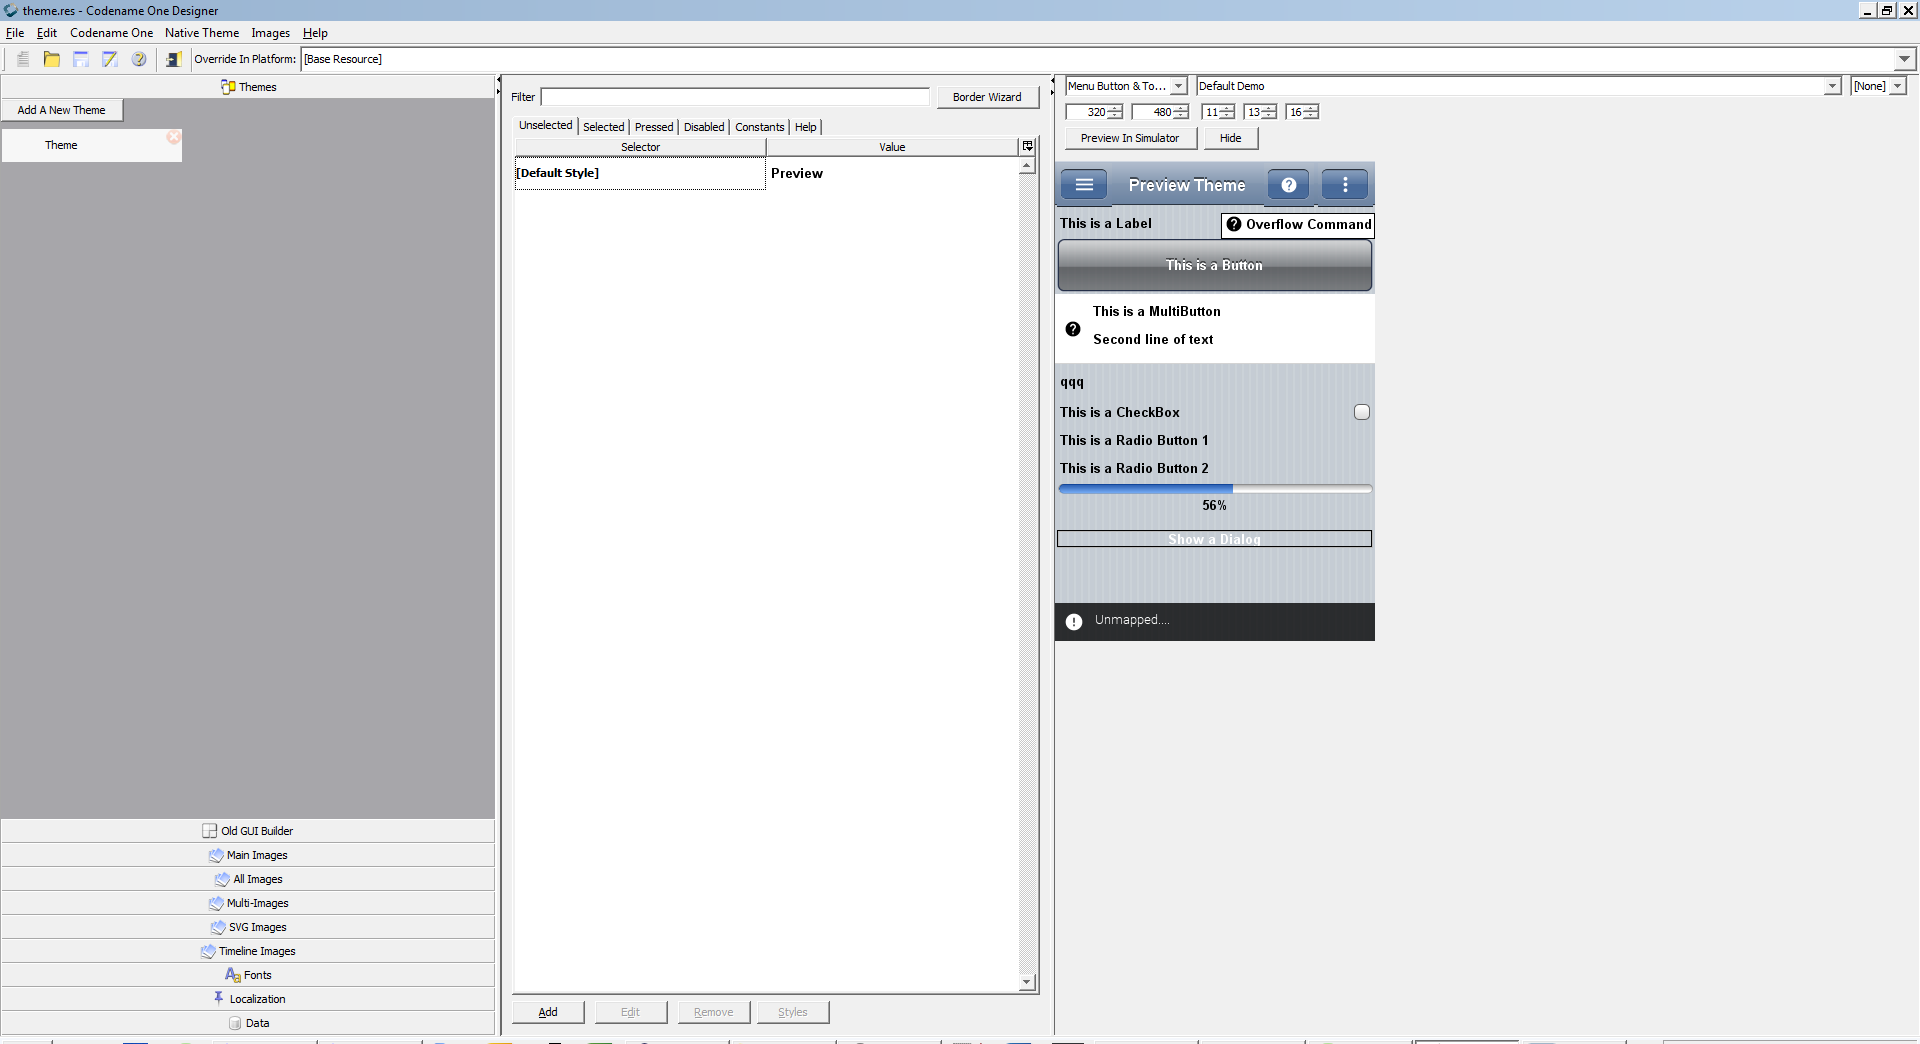 theme.res - Codename One Designer
File Edit Codename One Native Theme Images Help
Override In Platform: [Base Resource]
Themes
Add A New Theme
Theme
Old GUI Builder
Main Images
All Images
Multi-Images
SVG Images
Timeline Images
Fonts
Localization
Data
Filter Border Wizard
Unselected Selected Pressed Disabled Constants Help
Selector Value
[Default Style] Preview
Add Edit Remove Styles
Menu Button & To... Default Demo [None]
320 480 11 13 16
Preview In Simulator Hide
Preview Theme
This is a Label
Overflow Command
This is a Button
This is a MultiButton
Second line of text
qqq
This is a CheckBox
This is a Radio Button 1
This is a Radio Button 2
56%
Show a Dialog
Unmapped....